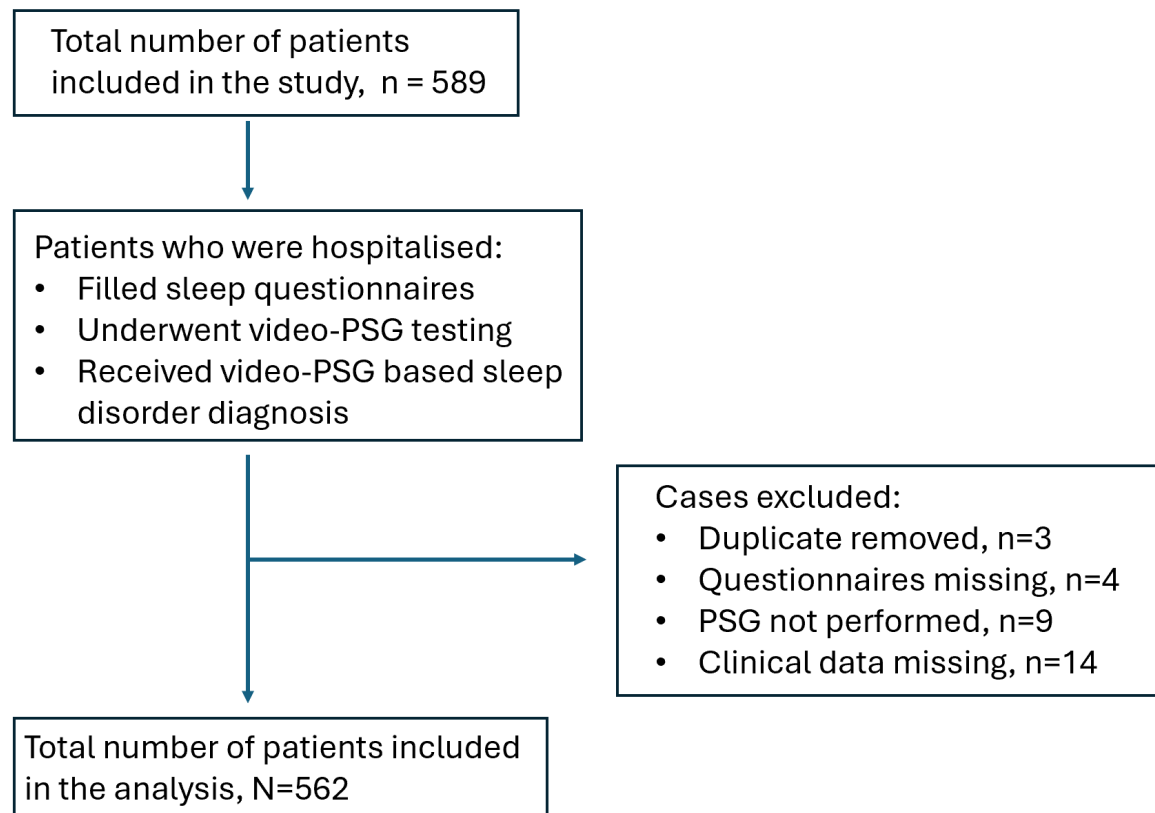 Total number of patients
included in the study,  n = 589
Patients who were hospitalised:
• Filled sleep questionnaires
• Underwent video-PSG testing
• Received video-PSG based sleep
disorder diagnosis
Cases excluded:
• Duplicate removed, n=3
• Questionnaires missing, n=4
• PSG not performed, n=9
• Clinical data missing, n=14
Total number of patients included
in the analysis, N=562